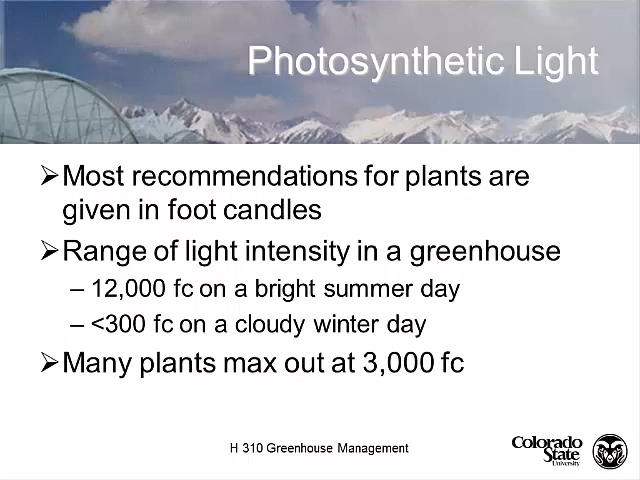 Photosynthetic Light
➢Most recommendations for plants are
given in foot candles
➢Range of light intensity in a greenhouse
– 12,000 fc on a bright summer day
– <300 fc on a cloudy winter day
➢Many plants max out at 3,000 fc
H 310 Greenhouse Management
Colorado
State
University